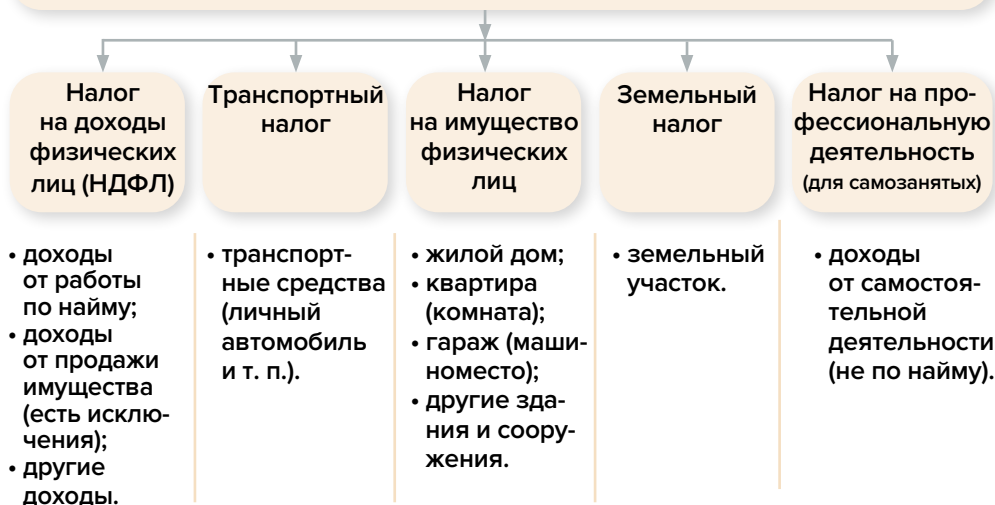 Налог
на доходы
физических
лиц (НДФЛ)
Транспортный
налог
Налог
на имущество
физических
лиц
Земельный
налог
Налог на про-
фессиональную
деятельность
(для самозанятых)
• доходы
от работы
по найму;
• доходы
от продажи
имущества
(есть исклю-
чения);
• другие
доходы.
• транспорт-
ные средства
(личный
автомобиль
и т. п.).
• жилой дом;
• квартира
(комната);
• гараж (маши-
номесто);
• другие зда-
ния и соору-
жения.
• земельный
участок.
• доходы
от самостоя-
тельной
деятельности
(не по найму).